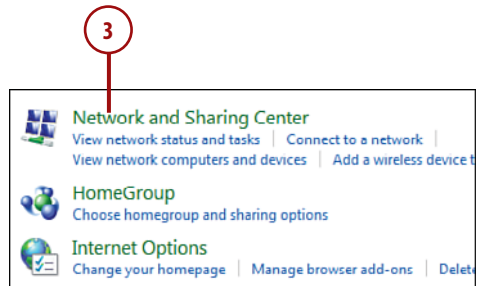 3
Network and Sharing Center
View network status and tasks | Connect to a network |
View network computers and devices | Add a wireless device t
HomeGroup
Choose homegroup and sharing options
Internet Options
Change your homepage | Manage browser add-ons | Delete